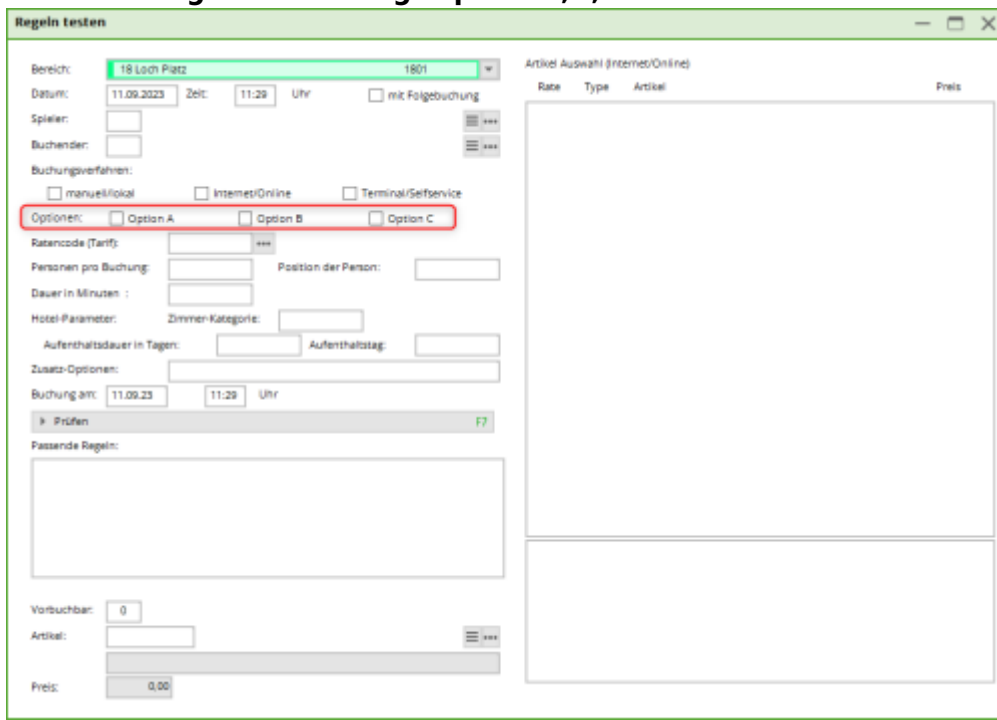 Regeln testen
Artikel Auswahl (Internet/Online)
Bereich: 18 Loch Platz 1801
Rate Type Artikel Preis
Datum: 11.09.2023 Zeit: 11:29 Uhr mit Folgebuchung
Spieler:
Buchender:
Buchungsverfahren:
manuell/lokal Internet/Online Terminal/Selfservice
Optionen: Option A Option B Option C
Ratencode (Tarif):
Personen pro Buchung: Position der Person:
Dauer in Minuten :
Hotel-Parameter: Zimmer-Kategorie:
Aufenthaltsdauer in Tagen: Aufenthaltstag:
Zusatz-Optionen:
Buchung am: 11.09.23 11:29 Uhr
Prüfen F7
Passende Regeln:
Vorbuchbar: 0
Artikel:
Preis: 0,00